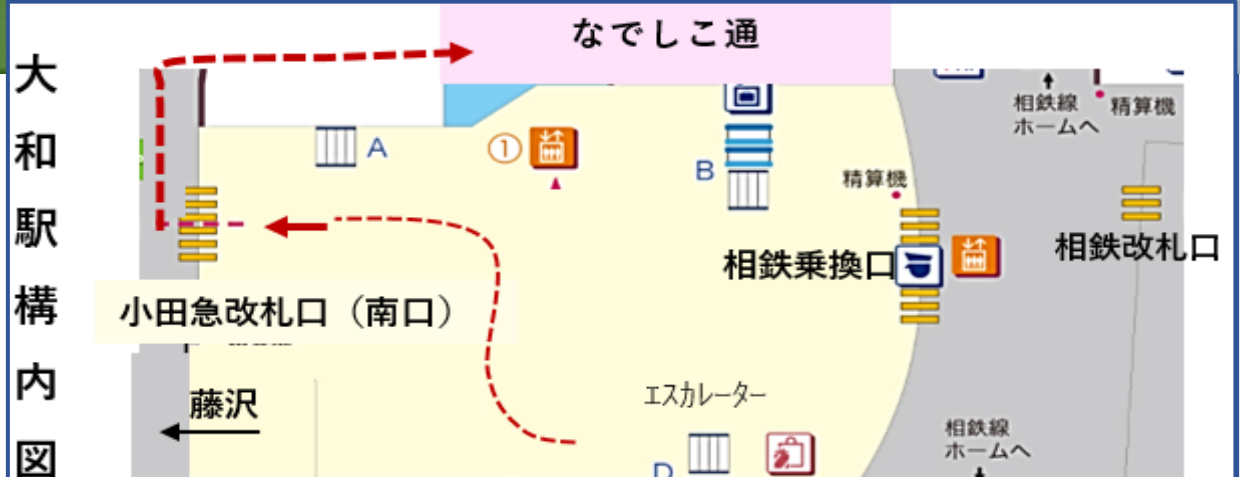 大和駅構内図
なでしこ通
相鉄線
ホームへ
精算機
A
①
B
精算機
相鉄乗換口
相鉄改札口
小田急改札口（南口）
藤沢
エスカレーター
相鉄線
ホームへ
D